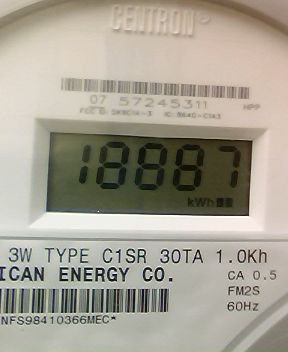 CENTRON®
07 57245311 HPP
18887
kWh
3W TYPE C1SR 30TA 1.0Kh
ICAN ENERGY CO. CA 0.5
FM2S
60Hz
NFS98410366MEC*